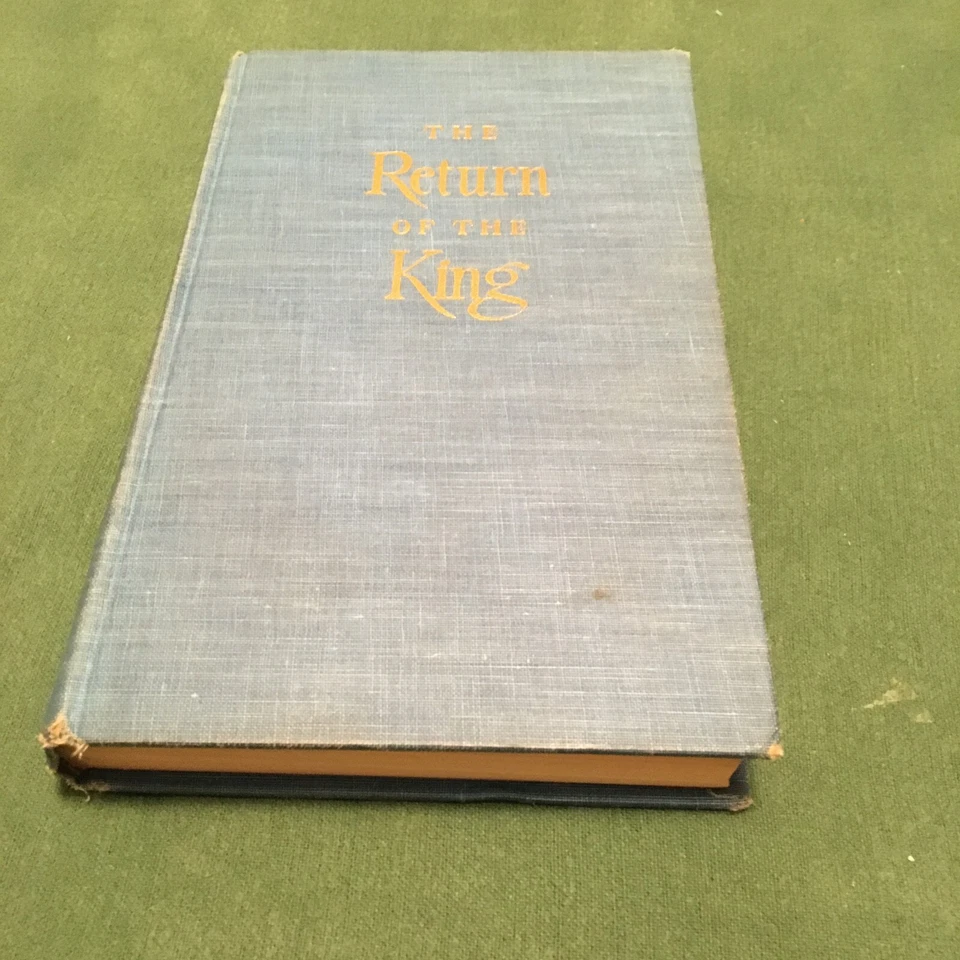 THE
Return
OF THE
King